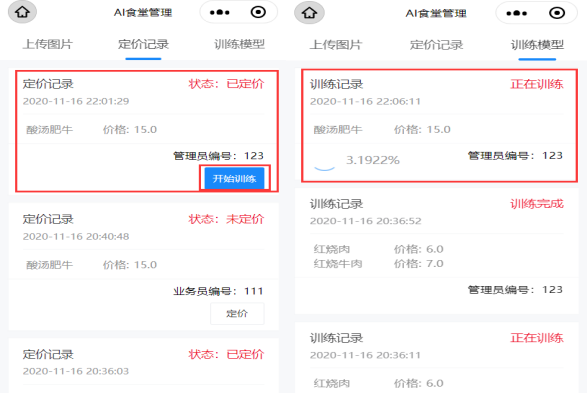 AI食堂管理
上传图片 定价记录 训练模型
定价记录 状态：已定价
2020-11-16 22:01:29
酸汤肥牛 价格: 15.0
管理员编号：123
开始训练
定价记录 状态：未定价
2020-11-16 20:40:48
酸汤肥牛 价格: 15.0
业务员编号：111
定价
定价记录 状态：已定价
2020-11-16 20:36:03
AI食堂管理
上传图片 定价记录 训练模型
训练记录 正在训练
2020-11-16 22:06:11
酸汤肥牛 价格: 15.0
3.1922% 管理员编号：123
训练记录 训练完成
2020-11-16 20:36:52
红烧肉 价格: 6.0
红烧牛肉 价格: 7.0
管理员编号：123
训练记录 正在训练
2020-11-16 20:36:11
红烧肉 价格: 6.0